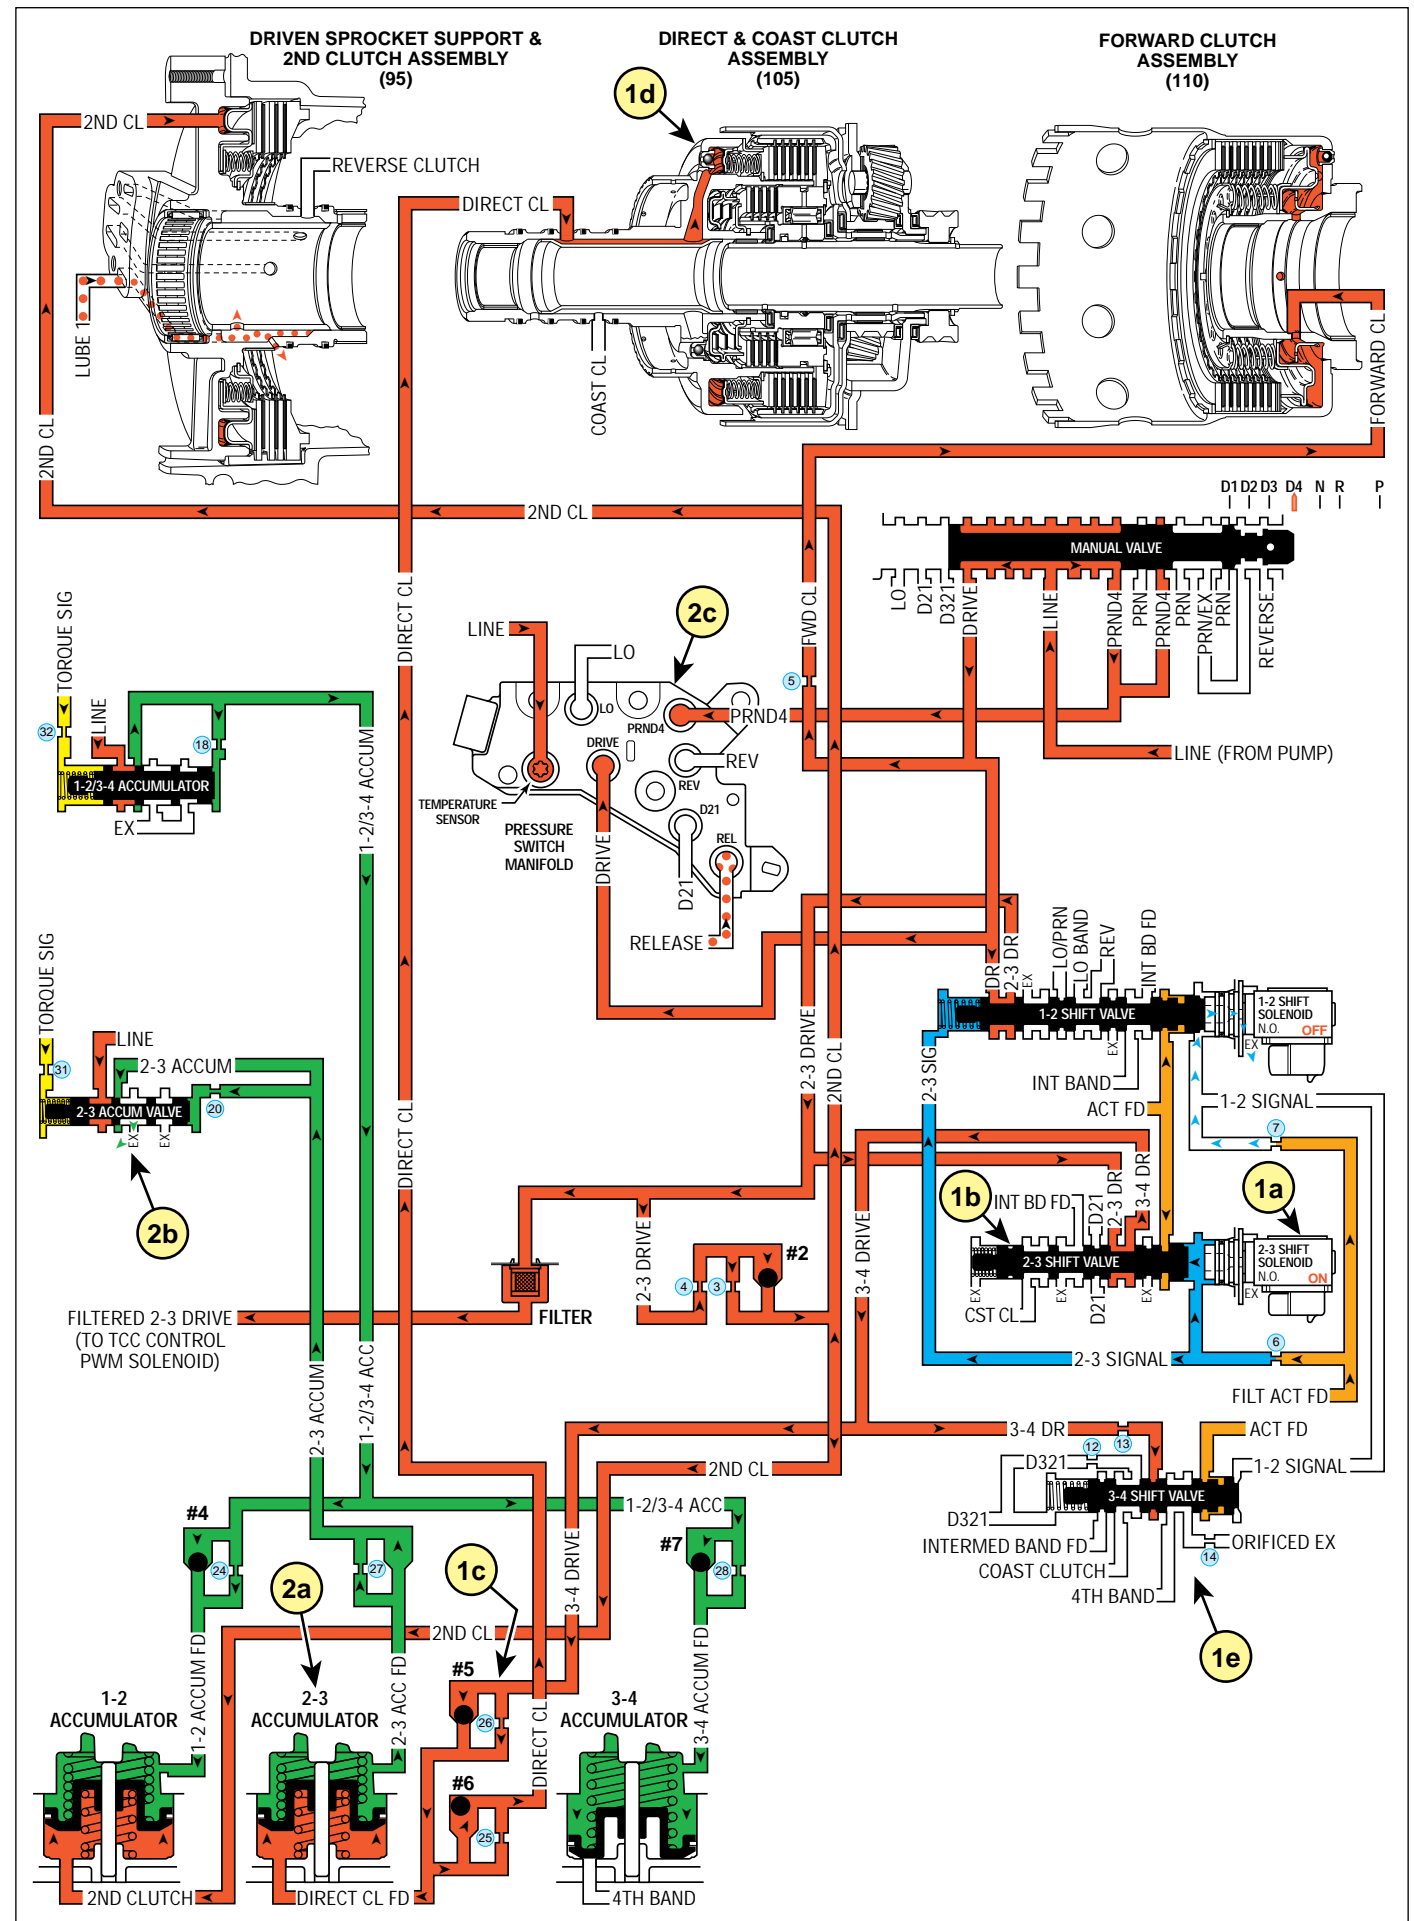 DRIVEN SPROCKET SUPPORT &
2ND CLUTCH ASSEMBLY
(95)
DIRECT & COAST CLUTCH
ASSEMBLY
(105)
FORWARD CLUTCH
ASSEMBLY
(110)
1d
2ND CL
REVERSE CLUTCH
DIRECT CL
LUBE 1
COAST CL
FORWARD CL
2ND CL
2ND CL
D1 D2 D3 D4 N R P
MANUAL VALVE
LO
D21
D321
DRIVE
LINE
PRND4
PRN
PRND4
PRN
PRN/EX
PRN
REVERSE
DIRECT CL
FWD CL
5
2c
LINE
LO
LO
PRND4
PRND4
DRIVE
REV
REV
TEMPERATURE
SENSOR
D21
PRESSURE
SWITCH
MANIFOLD
REL
DRIVE
D21
RELEASE
LINE (FROM PUMP)
TORQUE SIG
32
LINE
18
1-2/3-4 ACCUMULATOR
EX
1-2/3-4 ACCUM
TORQUE SIG
LINE
2-3 ACCUM
31
20
2-3 ACCUM VALVE
EX
EX
2b
DR
2-3 DR
EX
LO/PRN
LO BAND
REV
INT BD FD
1-2 SHIFT VALVE
1-2 SHIFT
SOLENOID
N.O. OFF
EX
EX
INT BAND
ACT FD
1-2 SIGNAL
2-3 SIG
2-3 DRIVE
2ND CL
DIRECT CL
7
1b
1a
INT BD FD
D21
2-3 DR
3-4 DR
2-3 SHIFT VALVE
2-3 SHIFT
SOLENOID
N.O. ON
EX
EX
EX
D21
EX
CST CL
2-3 SIGNAL
6
FILT ACT FD
3-4 DRIVE
2-3 DRIVE
#2
4
3
FILTER
FILTERED 2-3 DRIVE
(TO TCC CONTROL
PWM SOLENOID)
2-3 ACCUM
1-2/3-4 ACC
3-4 DR
13
12
ACT FD
D321
1-2 SIGNAL
3-4 SHIFT VALVE
D321
INTERMED BAND FD
ORIFICED EX
14
COAST CLUTCH
4TH BAND
1e
2ND CL
1-2/3-4 ACC
#4
24
27
#7
28
2a
1c
3-4 DRIVE
2ND CL
#5
26
1-2 ACCUM FD
2-3 ACC FD
DIRECT CL
3-4 ACCUM FD
1-2
ACCUMULATOR
2-3
ACCUMULATOR
3-4
ACCUMULATOR
#6
25
2ND CLUTCH
DIRECT CL FD
4TH BAND